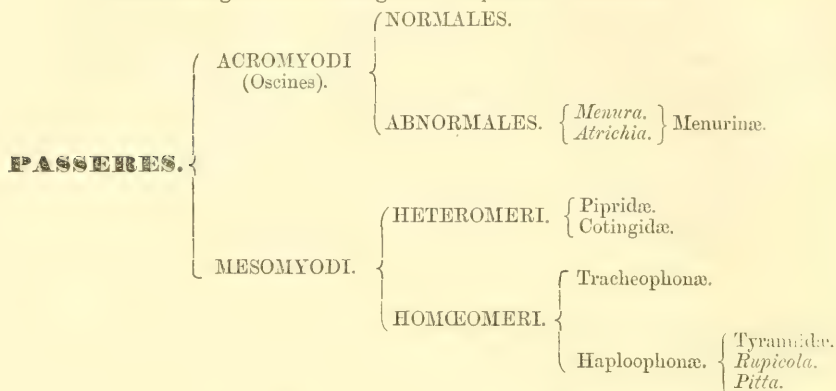 NORMALES.
ACROMYODI
(Oscines).
ABNORMALES. Menura. Menurinæ.
Atrichia.
PASSERES.
HETEROMERI. Pipridæ.
Cotingidæ.
MESOMYODI.
Tracheophonæ.
HOMŒOMERI.
Haploophonæ. Tyrannidæ.
Rupicola.
Pitta.